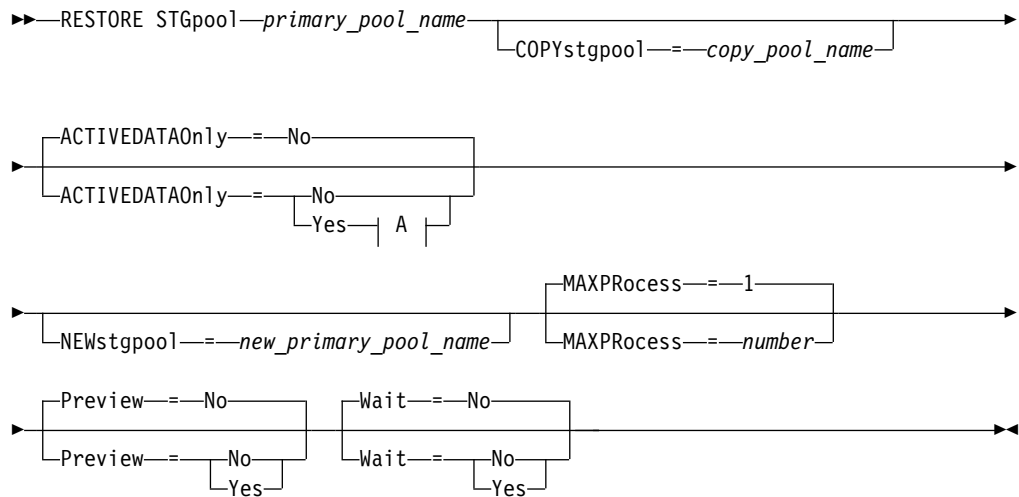 RESTORE STGpool primary_pool_name
COPYstgpool = copy_pool_name
ACTIVEDATAOnly = No
ACTIVEDATAOnly = No
Yes A
NEWstgpool = new_primary_pool_name
MAXPRocess = 1
MAXPRocess = number
Preview = No
Preview = No
Yes
Wait = No
Wait = No
Yes